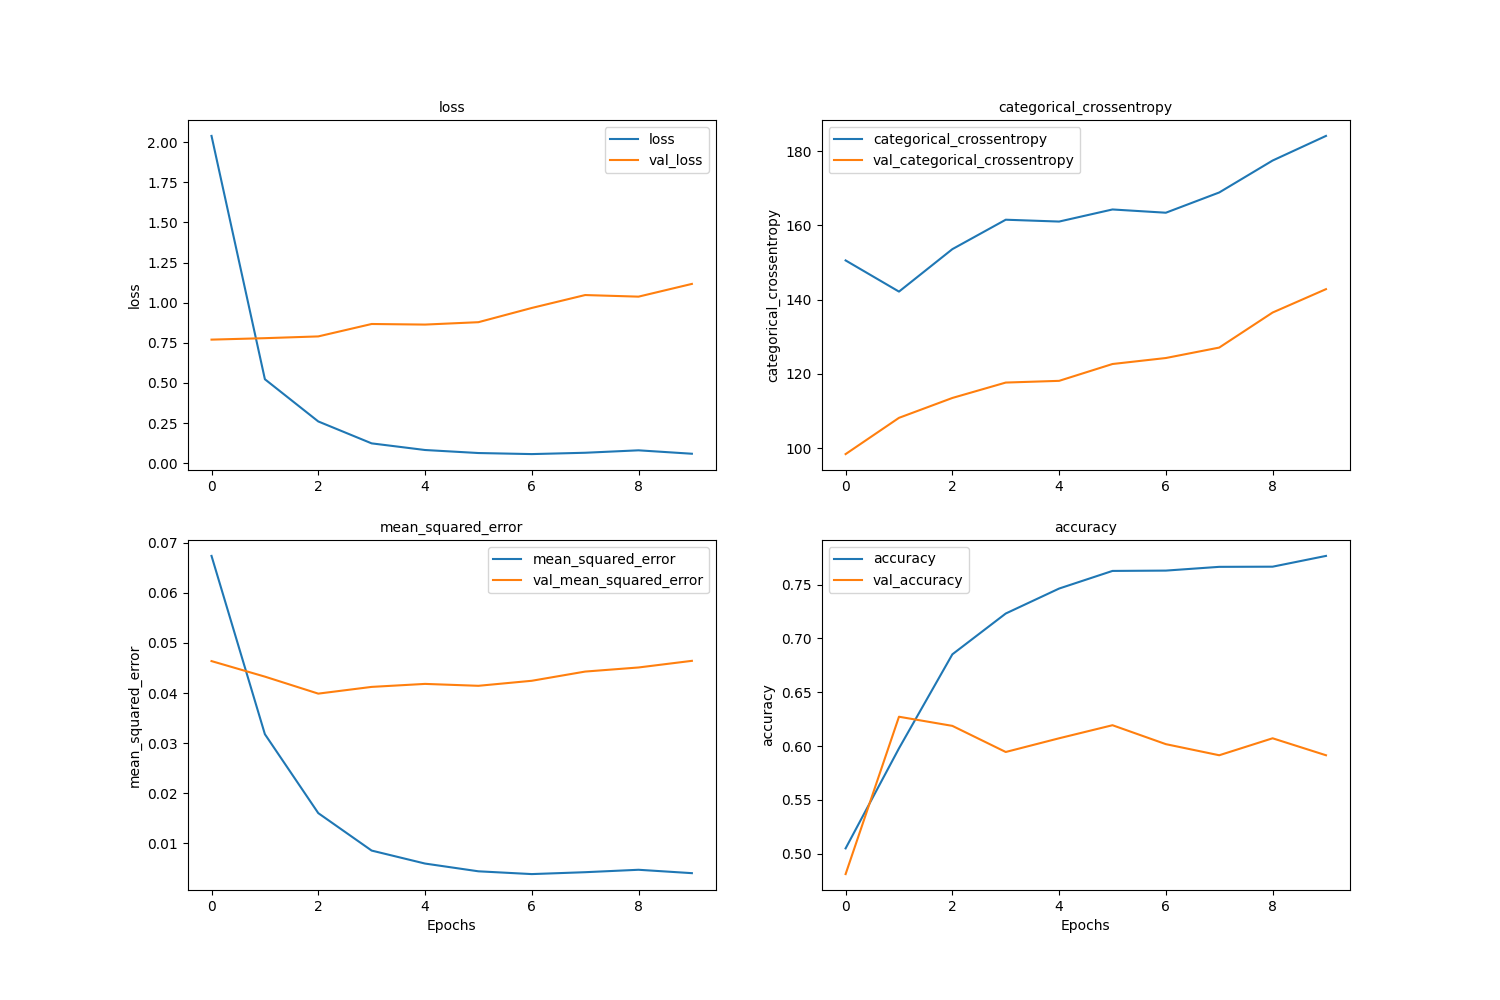 loss
loss
val_loss
2.00
1.75
1.50
1.25
1.00
0.75
0.50
0.25
0.00
loss
0 2 4 6 8
categorical_crossentropy
categorical_crossentropy
val_categorical_crossentropy
180
160
140
120
100
categorical_crossentropy
0 2 4 6 8
mean_squared_error
mean_squared_error
val_mean_squared_error
0.07
0.06
0.05
0.04
0.03
0.02
0.01
mean_squared_error
0 2 4 6 8
Epochs
accuracy
accuracy
val_accuracy
0.75
0.70
0.65
0.60
0.55
0.50
accuracy
0 2 4 6 8
Epochs